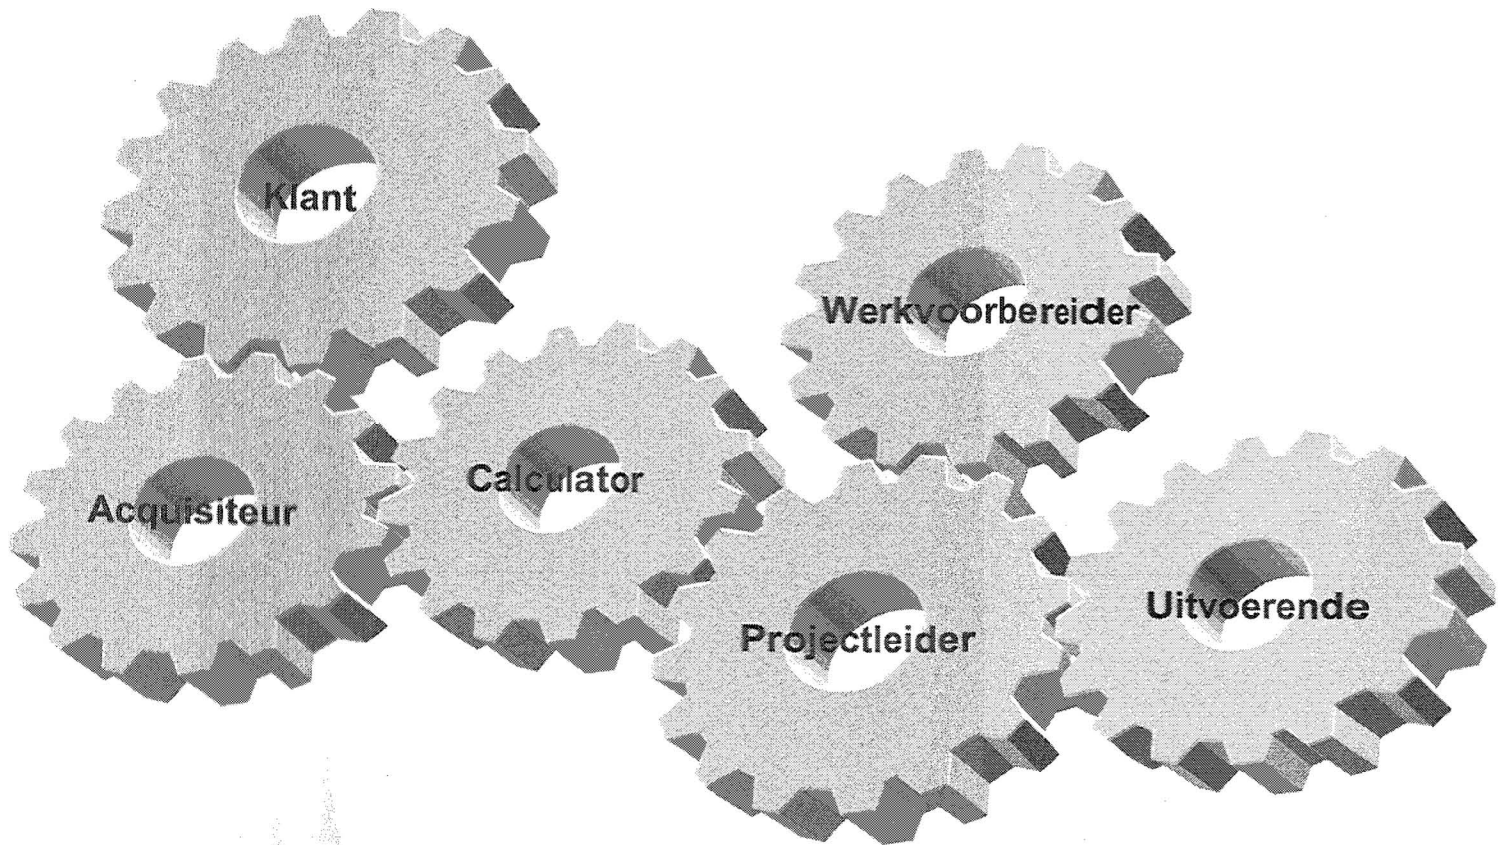 Klant
Werkvoorbereider
Calculator
Acquisiteur
Uitvoerende
Projectleider